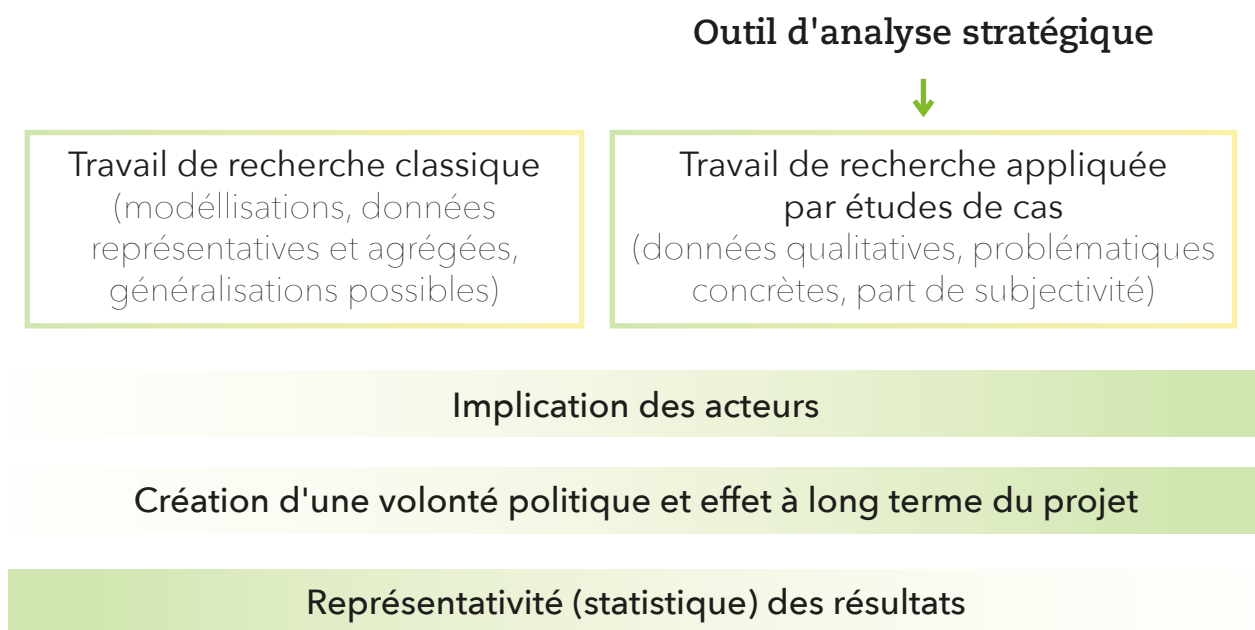 Outil d'analyse stratégique
Travail de recherche classique
(modéllisations, données
représentatives et agrégées,
généralisations possibles)
Travail de recherche appliquée
par études de cas
(données qualitatives, problématiques
concrètes, part de subjectivité)
Implication des acteurs
Création d'une volonté politique et effet à long terme du projet
Représentativité (statistique) des résultats